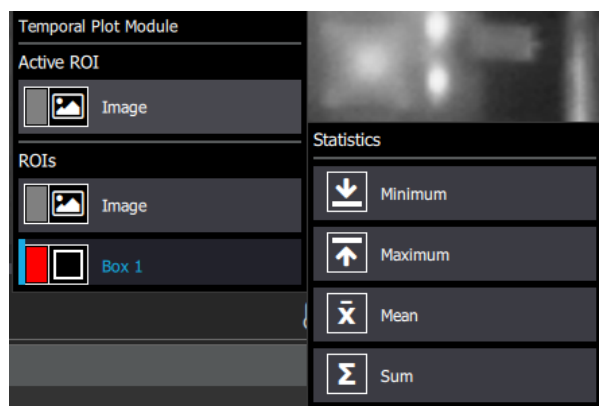 Temporal Plot Module
Active ROI
Image
ROIs
Image
Box 1
Statistics
Minimum
Maximum
x̄ Mean
Σ Sum